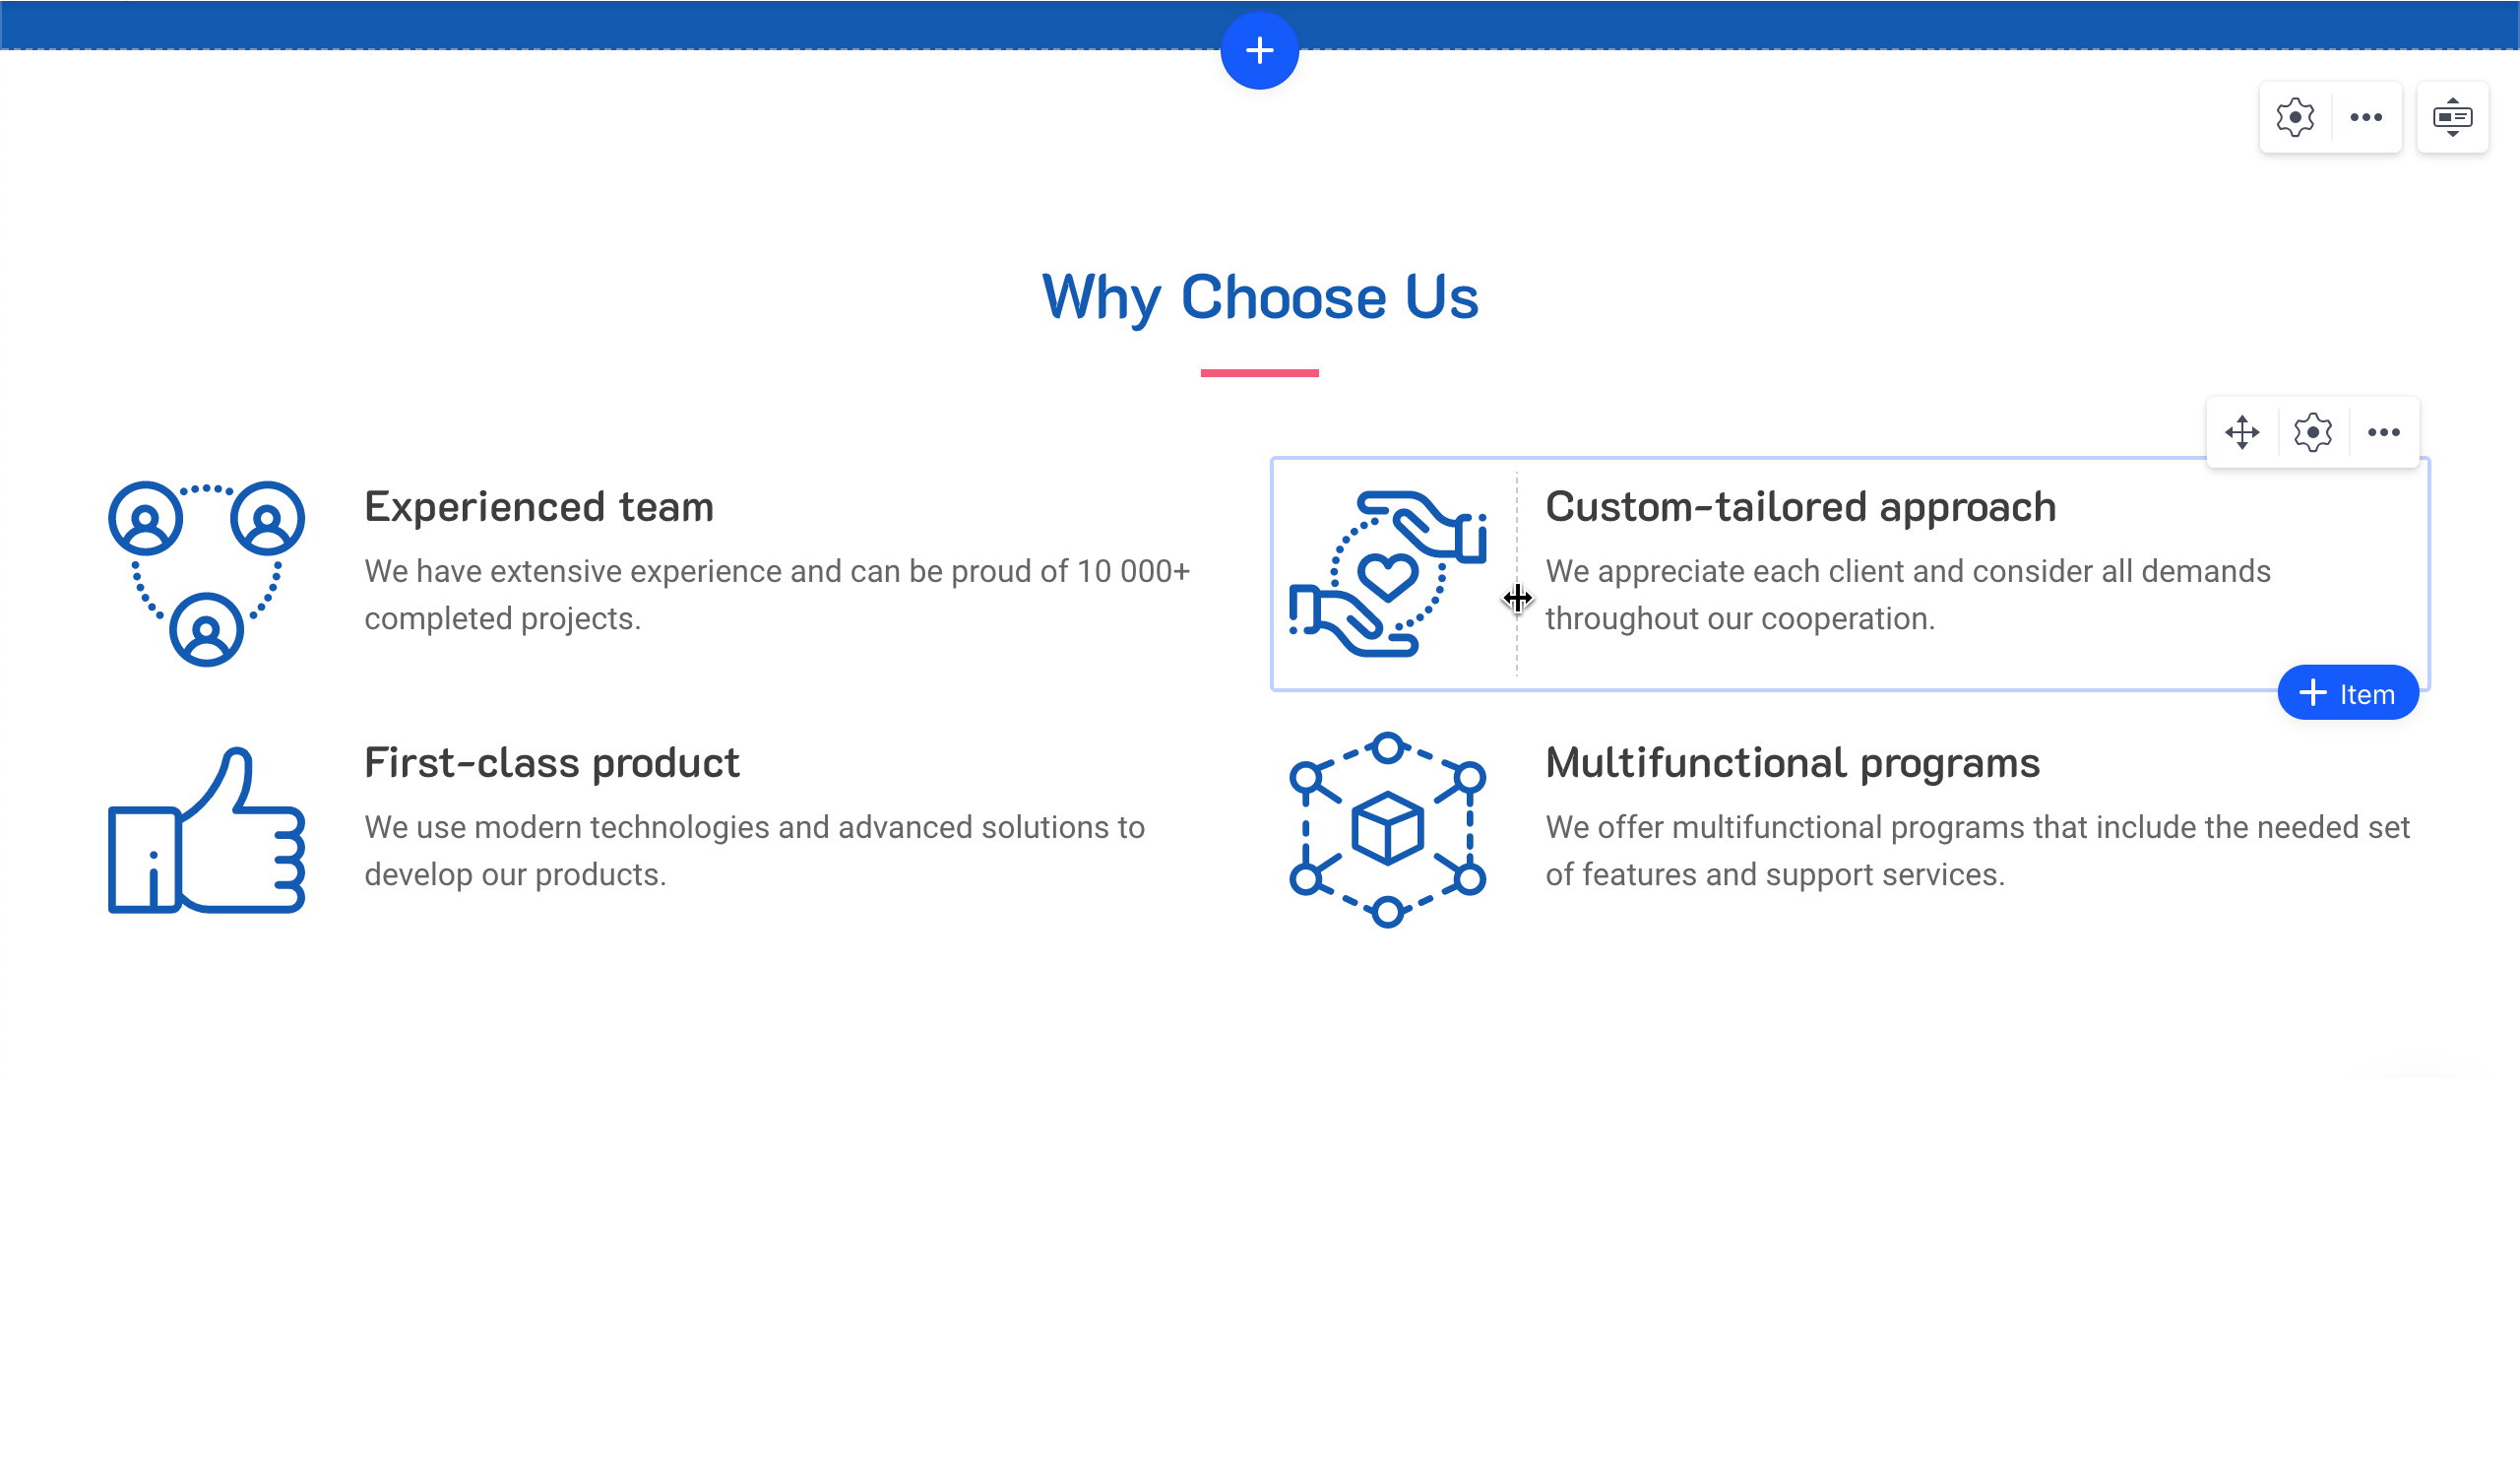 Why Choose Us
Experienced team
We have extensive experience and can be proud of 10 000+
completed projects.
Custom-tailored approach
We appreciate each client and consider all demands
throughout our cooperation.
Item
First-class product
We use modern technologies and advanced solutions to
develop our products.
Multifunctional programs
We offer multifunctional programs that include the needed set
of features and support services.